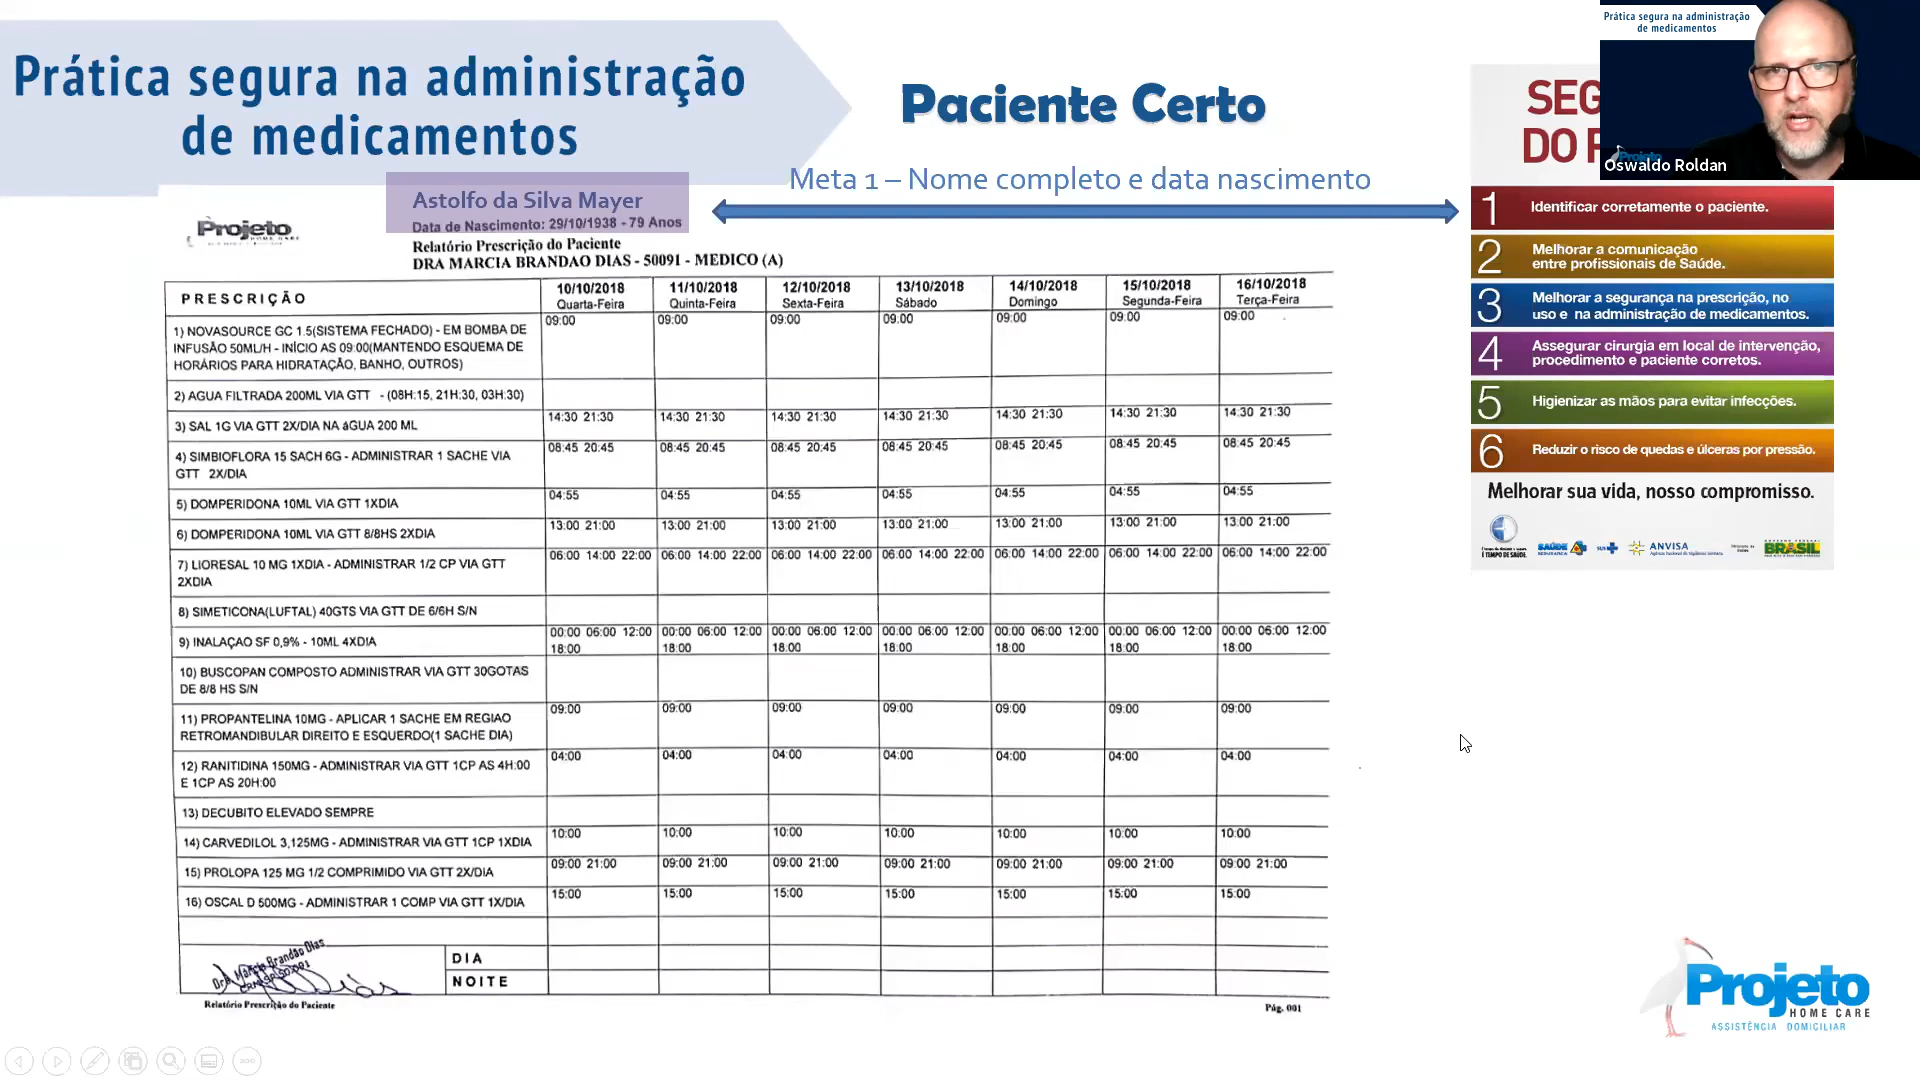 Prática segura na administração
de medicamentos
Paciente Certo
Meta 1 – Nome completo e data nascimento
Prática segura na administração
de medicamentos
Oswaldo Roldan
SEG
DO P
1 Identificar corretamente o paciente.
2 Melhorar a comunicação
entre profissionais de Saúde.
3 Melhorar a segurança na prescrição, no
uso e na administração de medicamentos.
4 Assegurar cirurgia em local de intervenção,
procedimento e paciente corretos.
5 Higienizar as mãos para evitar infecções.
6 Reduzir o risco de quedas e úlceras por pressão.
Melhorar sua vida, nosso compromisso.
É TEMPO DE SAÚDE.
SAÚDE
SUS
ANVISA
BRASIL
Projeto
HOME CARE
Astolfo da Silva Mayer
Data de Nascimento: 29/10/1938 - 79 Anos
Relatório Prescrição do Paciente
DRA MARCIA BRANDAO DIAS - 50091 - MEDICO (A)
PRESCRIÇÃO 10/10/2018 11/10/2018 12/10/2018 13/10/2018 14/10/2018 15/10/2018 16/10/2018
Quarta-Feira Quinta-Feira Sexta-Feira Sábado Domingo Segunda-Feira Terça-Feira
1) NOVASOURCE GC 1.5(SISTEMA FECHADO) - EM BOMBA DE 09:00 09:00 09:00 09:00 09:00 09:00 09:00
INFUSÃO 50ML/H - INÍCIO AS 09:00(MANTENDO ESQUEMA DE
HORÁRIOS PARA HIDRATAÇÃO, BANHO, OUTROS)
2) AGUA FILTRADA 200ML VIA GTT - (08H:15, 21H:30, 03H:30)
3) SAL 1G VIA GTT 2X/DIA NA áGUA 200 ML 14:30 21:30 14:30 21:30 14:30 21:30 14:30 21:30 14:30 21:30 14:30 21:30 14:30 21:30
4) SIMBIOFLORA 15 SACH 6G - ADMINISTRAR 1 SACHE VIA 08:45 20:45 08:45 20:45 08:45 20:45 08:45 20:45 08:45 20:45 08:45 20:45 08:45 20:45
GTT 2X/DIA
5) DOMPERIDONA 10ML VIA GTT 1XDIA 04:55 04:55 04:55 04:55 04:55 04:55 04:55
6) DOMPERIDONA 10ML VIA GTT 8/8HS 2XDIA 13:00 21:00 13:00 21:00 13:00 21:00 13:00 21:00 13:00 21:00 13:00 21:00 13:00 21:00
7) LIORESAL 10 MG 1XDIA - ADMINISTRAR 1/2 CP VIA GTT 06:00 14:00 22:00 06:00 14:00 22:00 06:00 14:00 22:00 06:00 14:00 22:00 06:00 14:00 22:00 06:00 14:00 22:00 06:00 14:00 22:00
2XDIA
8) SIMETICONA(LUFTAL) 40GTS VIA GTT DE 6/6H S/N
9) INALAÇAO SF 0,9% - 10ML 4XDIA 00:00 06:00 12:00 00:00 06:00 12:00 00:00 06:00 12:00 00:00 06:00 12:00 00:00 06:00 12:00 00:00 06:00 12:00 00:00 06:00 12:00
18:00 18:00 18:00 18:00 18:00 18:00 18:00
10) BUSCOPAN COMPOSTO ADMINISTRAR VIA GTT 30GOTAS
DE 8/8 HS S/N
11) PROPANTELINA 10MG - APLICAR 1 SACHE EM REGIAO 09:00 09:00 09:00 09:00 09:00 09:00 09:00
RETROMANDIBULAR DIREITO E ESQUERDO(1 SACHE DIA)
12) RANITIDINA 150MG - ADMINISTRAR VIA GTT 1CP AS 4H:00 04:00 04:00 04:00 04:00 04:00 04:00 04:00
E 1CP AS 20H:00
13) DECUBITO ELEVADO SEMPRE
14) CARVEDILOL 3,125MG - ADMINISTRAR VIA GTT 1CP 1XDIA 10:00 10:00 10:00 10:00 10:00 10:00 10:00
15) PROLOPA 125 MG 1/2 COMPRIMIDO VIA GTT 2X/DIA 09:00 21:00 09:00 21:00 09:00 21:00 09:00 21:00 09:00 21:00 09:00 21:00 09:00 21:00
16) OSCAL D 500MG - ADMINISTRAR 1 COMP VIA GTT 1X/DIA 15:00 15:00 15:00 15:00 15:00 15:00 15:00
Dra. Márcia Brandão Dias
DIA
NOITE
Relatório Prescrição do Paciente
Pág. 001
Projeto
HOME CARE
ASSISTÊNCIA DOMICILIAR